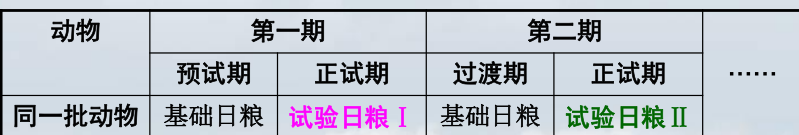 动物 第一期 第二期 ……
预试期 正试期 过渡期 正试期
同一批动物 基础日粮 试验日粮Ⅰ 基础日粮 试验日粮Ⅱ